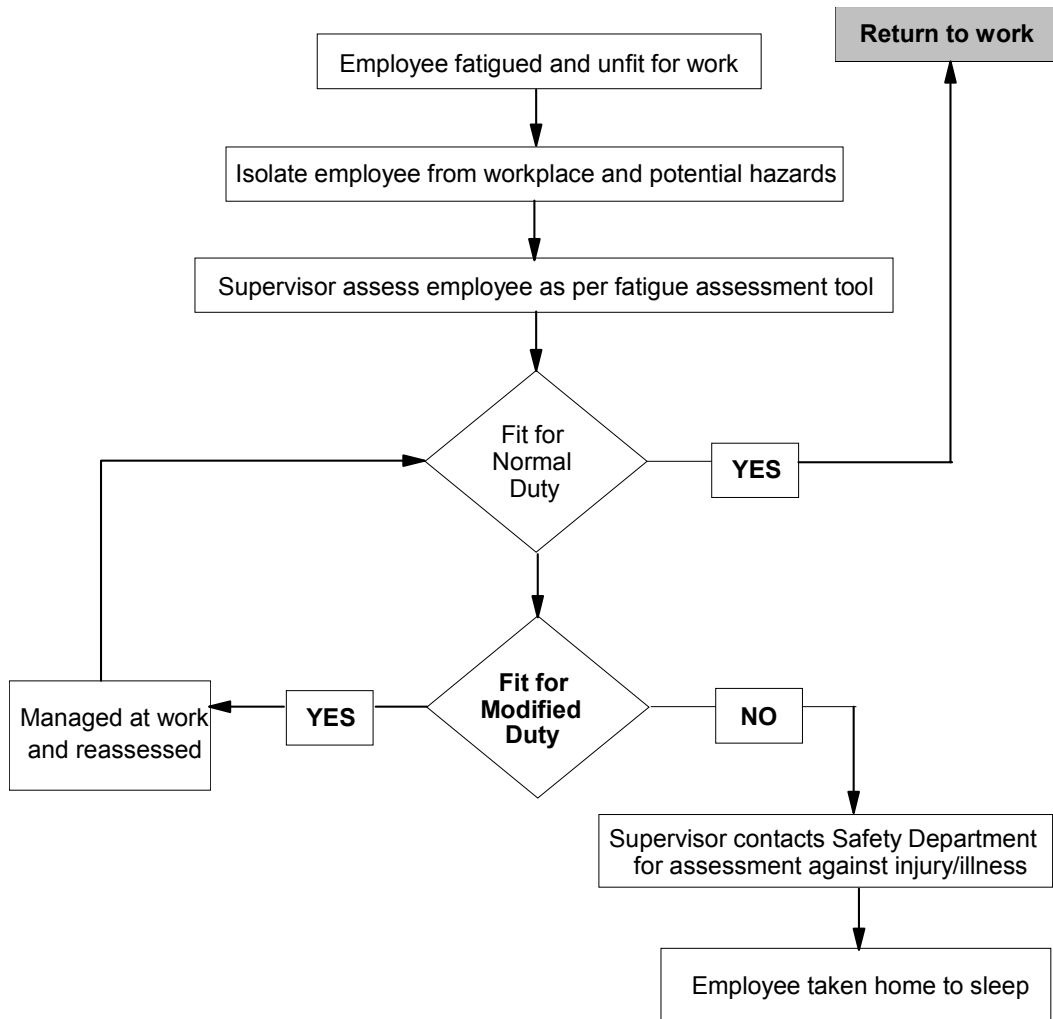 Return to work
Employee fatigued and unfit for work
Isolate employee from workplace and potential hazards
Supervisor assess employee as per fatigue assessment tool
Fit for
Normal
Duty
YES
Fit for
Modified
Duty
YES
NO
Managed at work
and reassessed
Supervisor contacts Safety Department
for assessment against injury/illness
Employee taken home to sleep